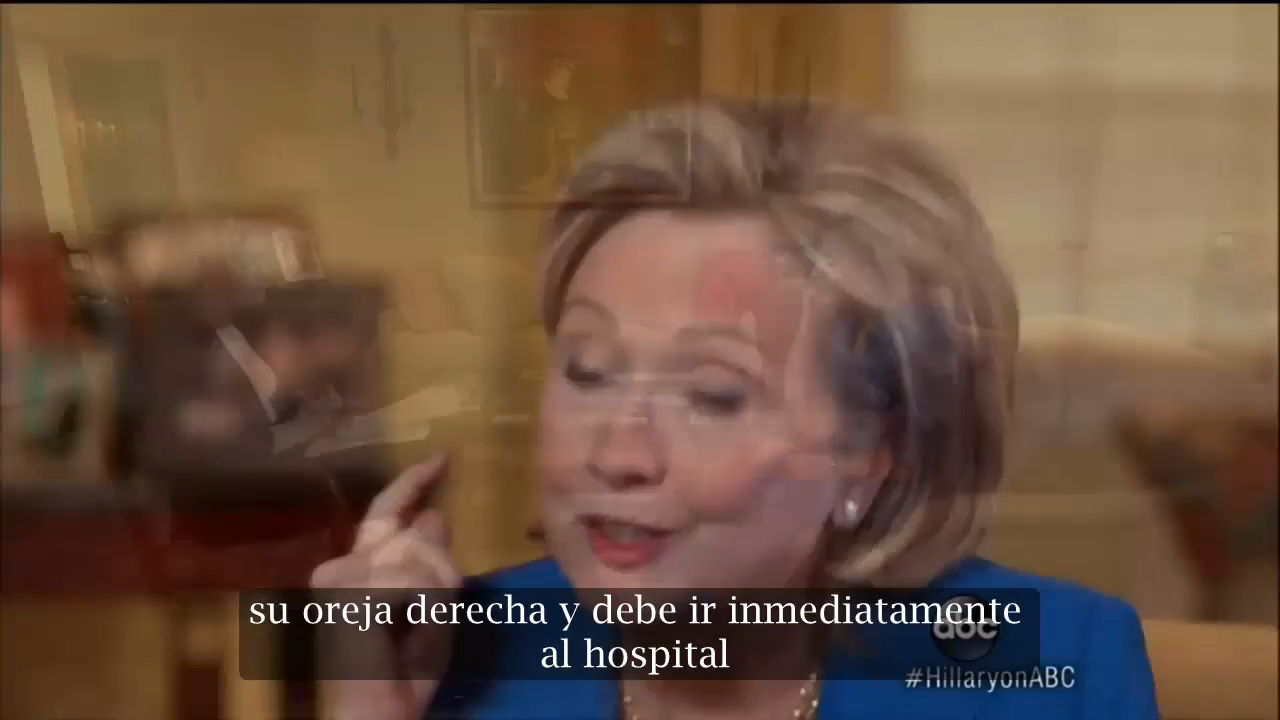 su oreja derecha y debe ir inmediatamente
al hospital
abc
#HillaryonABC